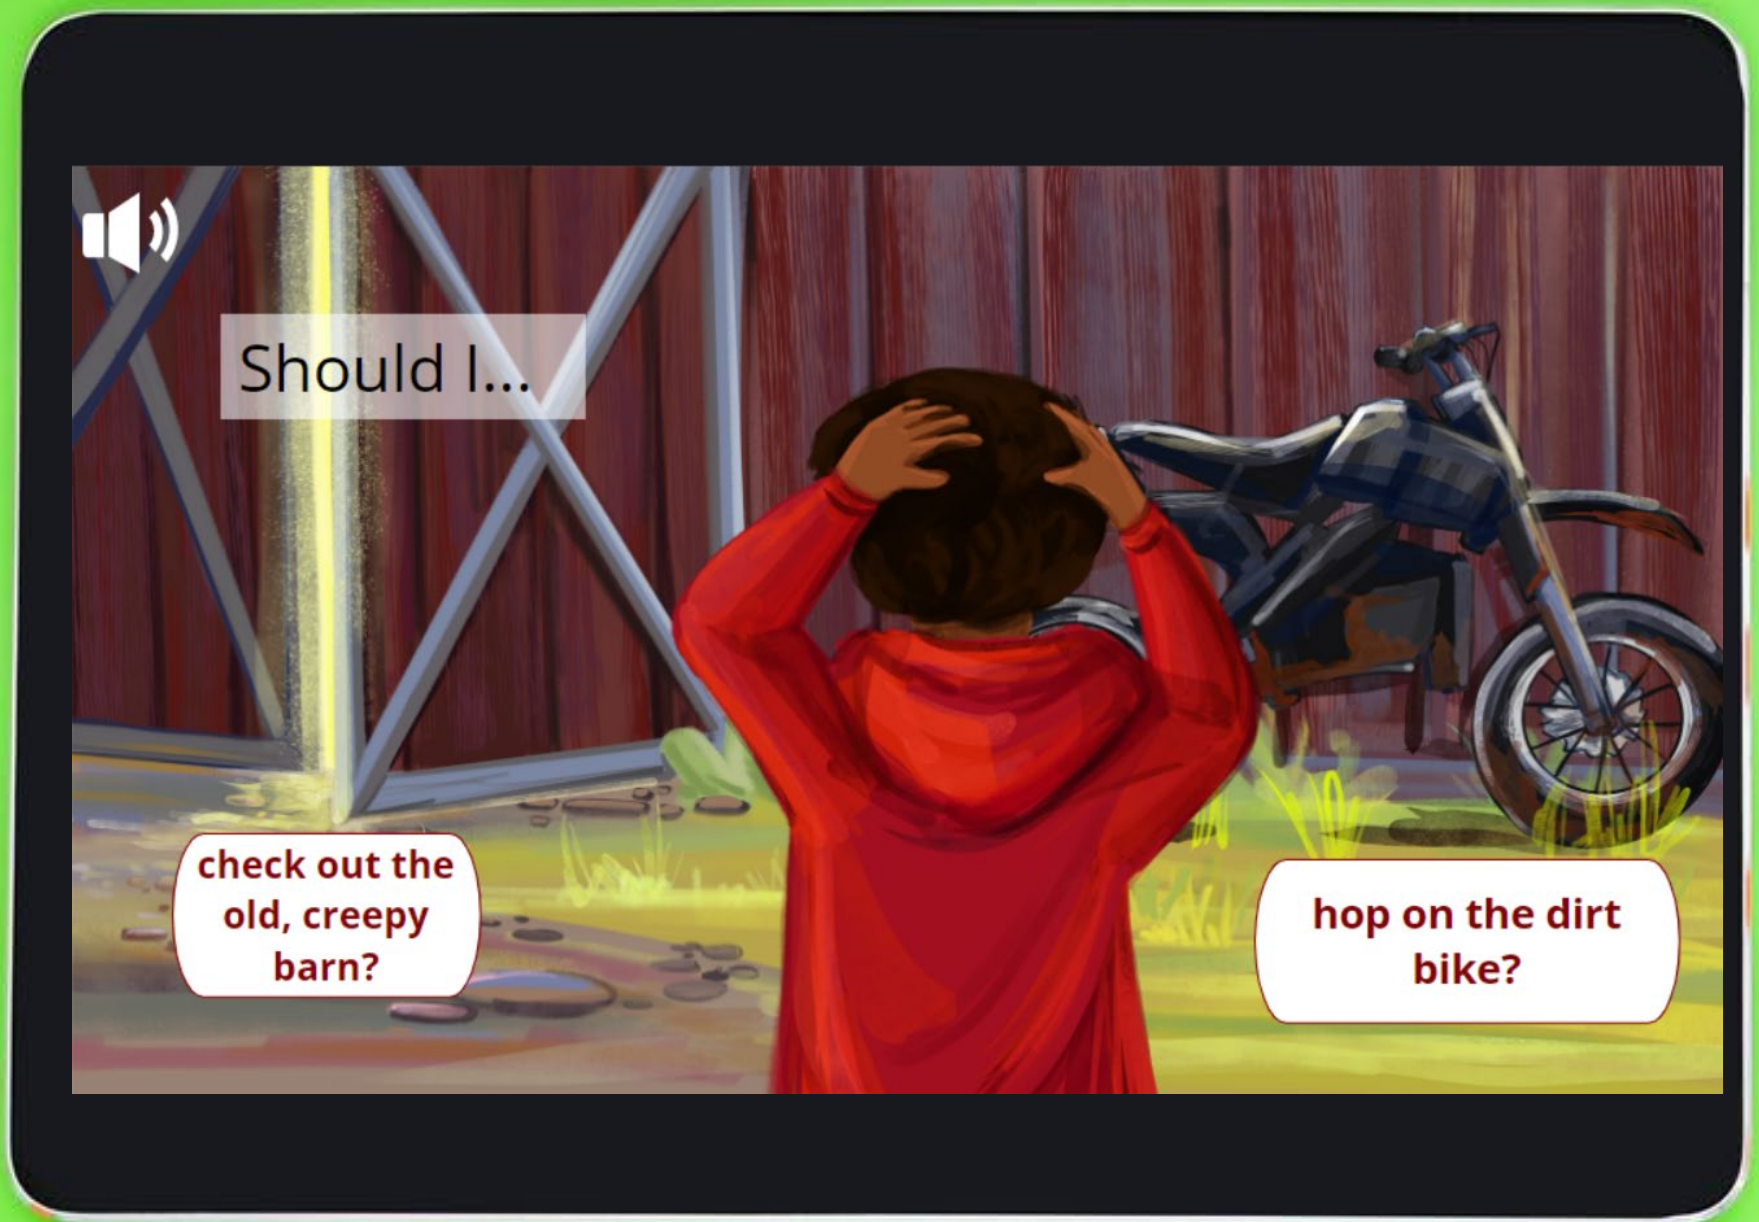 Should I...
check out the
old, creepy
barn?
hop on the dirt
bike?